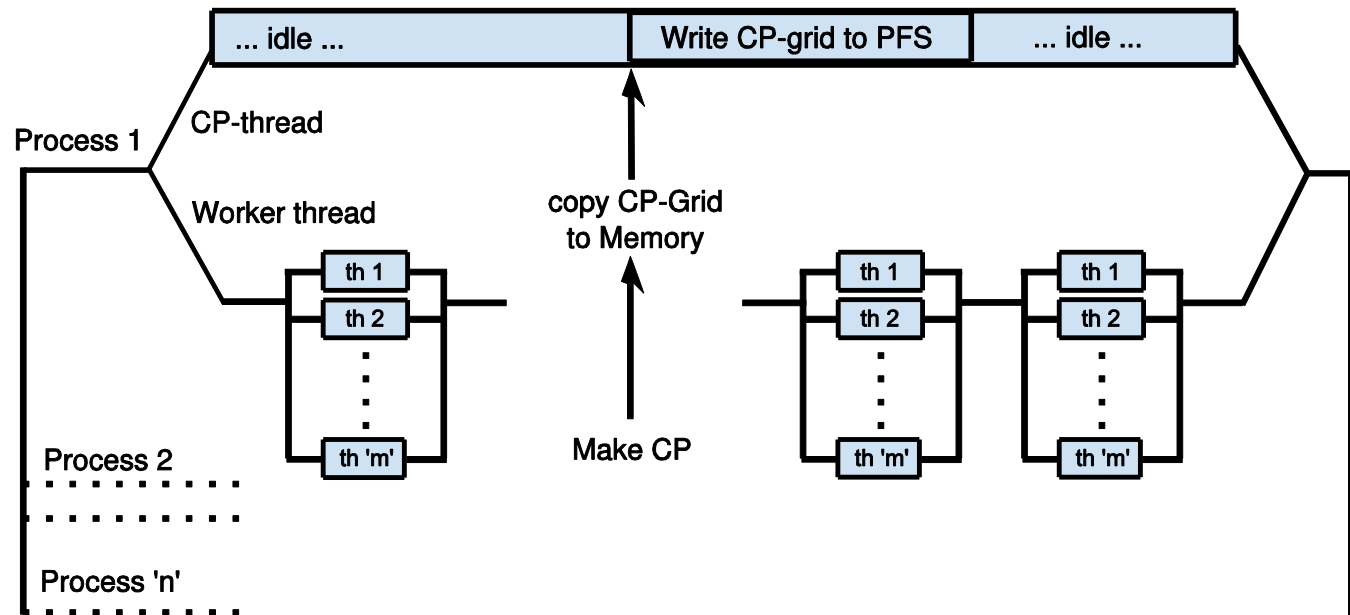 ... idle ...
Write CP-grid to PFS
... idle ...
CP-thread
Process 1
Worker thread
copy CP-Grid
to Memory
th 1
th 2
th 'm'
th 1
th 2
th 'm'
th 1
th 2
th 'm'
Make CP
Process 2
Process 'n'